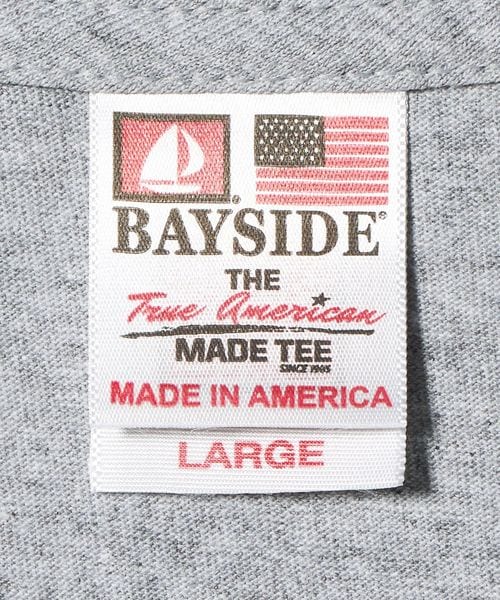 BAYSIDE®
THE
True American
MADE TEE
SINCE 1985
MADE IN AMERICA
LARGE